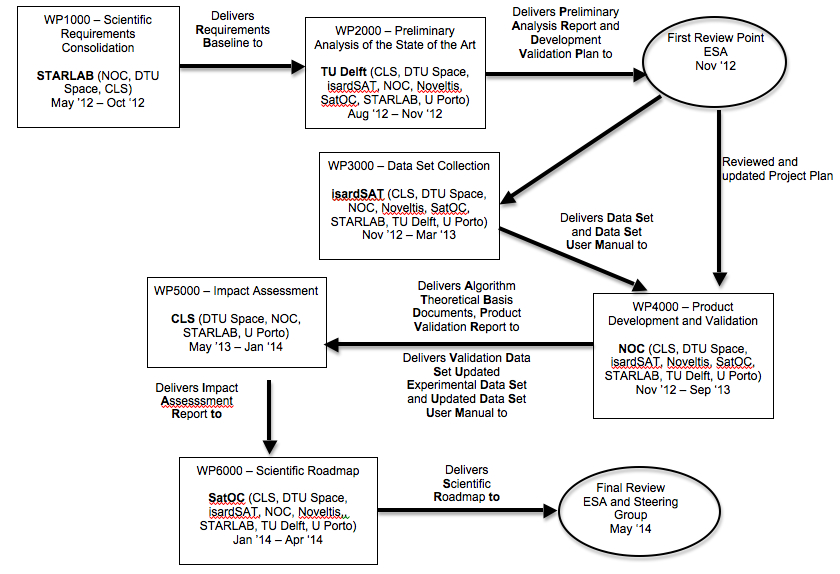 WP1000 – Scientific
Requirements
Consolidation
STARLAB (NOC, DTU
Space, CLS)
May '12 – Oct '12
Delivers
Requirements
Baseline to
WP2000 – Preliminary
Analysis of the State of the Art
TU Delft (CLS, DTU Space,
isardSAT, NOC, Noveltis,
SatOC, STARLAB, U Porto)
Aug '12 – Nov '12
Delivers Preliminary
Analysis Report and
Development
Validation Plan to
First Review Point
ESA
Nov '12
WP3000 – Data Set Collection
isardSAT (CLS, DTU Space,
NOC, Noveltis, SatOC,
STARLAB, TU Delft, U Porto)
Nov '12 – Mar '13
Reviewed and
updated Project Plan
Delivers Data Set
and Data Set
User Manual to
WP4000 – Product
Development and Validation
NOC (CLS, DTU Space,
isardSAT, Noveltis, SatOC,
STARLAB, TU Delft, U Porto)
Nov '12 – Sep '13
Delivers Algorithm
Theoretical Basis
Documents, Product
Validation Report to
Delivers Validation Data
Set Updated
Experimental Data Set
and Updated Data Set
User Manual to
WP5000 – Impact Assessment
CLS (DTU Space, NOC,
STARLAB, U Porto)
May '13 – Jan '14
Delivers Impact
Assesssment
Report to
WP6000 – Scientific Roadmap
SatOC (CLS, DTU Space,
isardSAT, NOC, Noveltis,,
STARLAB, TU Delft, U Porto)
Jan '14 – Apr '14
Delivers
Scientific
Roadmap to
Final Review
ESA and Steering
Group
May '14